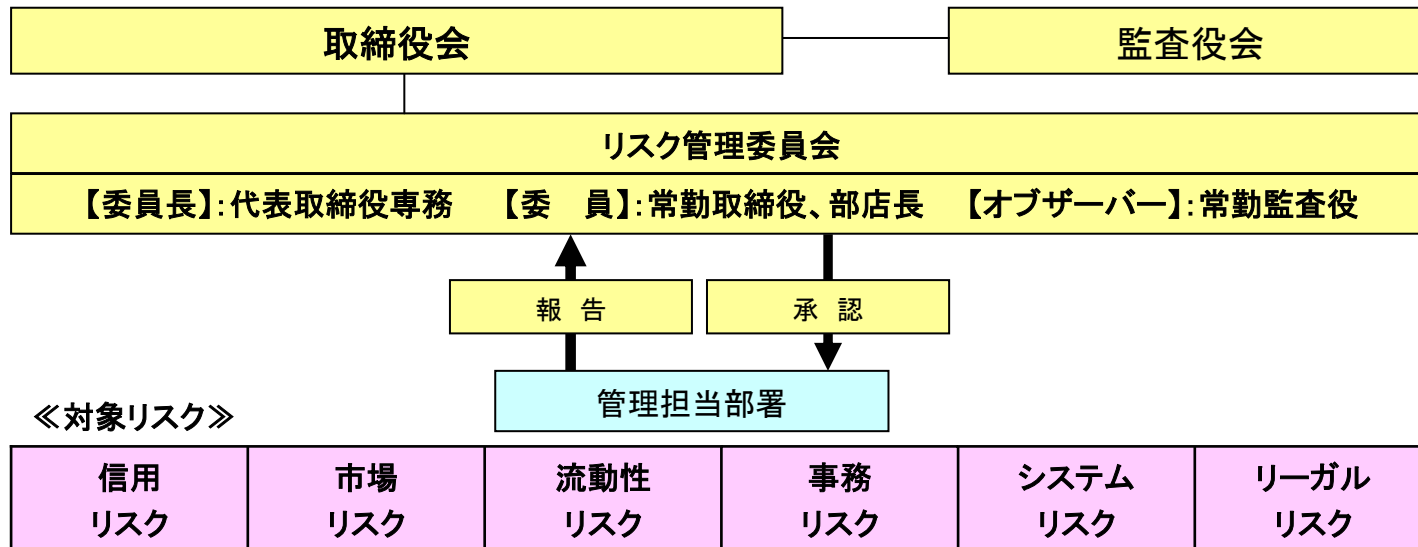 取締役会
監査役会
リスク管理委員会
【委員長】：代表取締役専務　【委　員】：常勤取締役、部店長　【オブザーバー】：常勤監査役
報　告
承　認
管理担当部署
≪対象リスク≫
信用
リスク
市場
リスク
流動性
リスク
事務
リスク
システム
リスク
リーガル
リスク